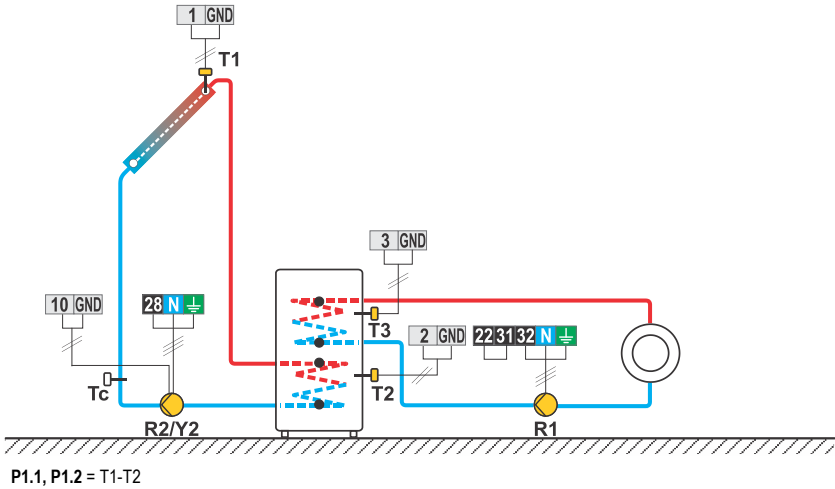 1 GND
T1
3 GND
10 GND
28 N
T3
2 GND
22 31 32 N
Tc
T2
R2/Y2
R1
P1.1, P1.2 = T1-T2